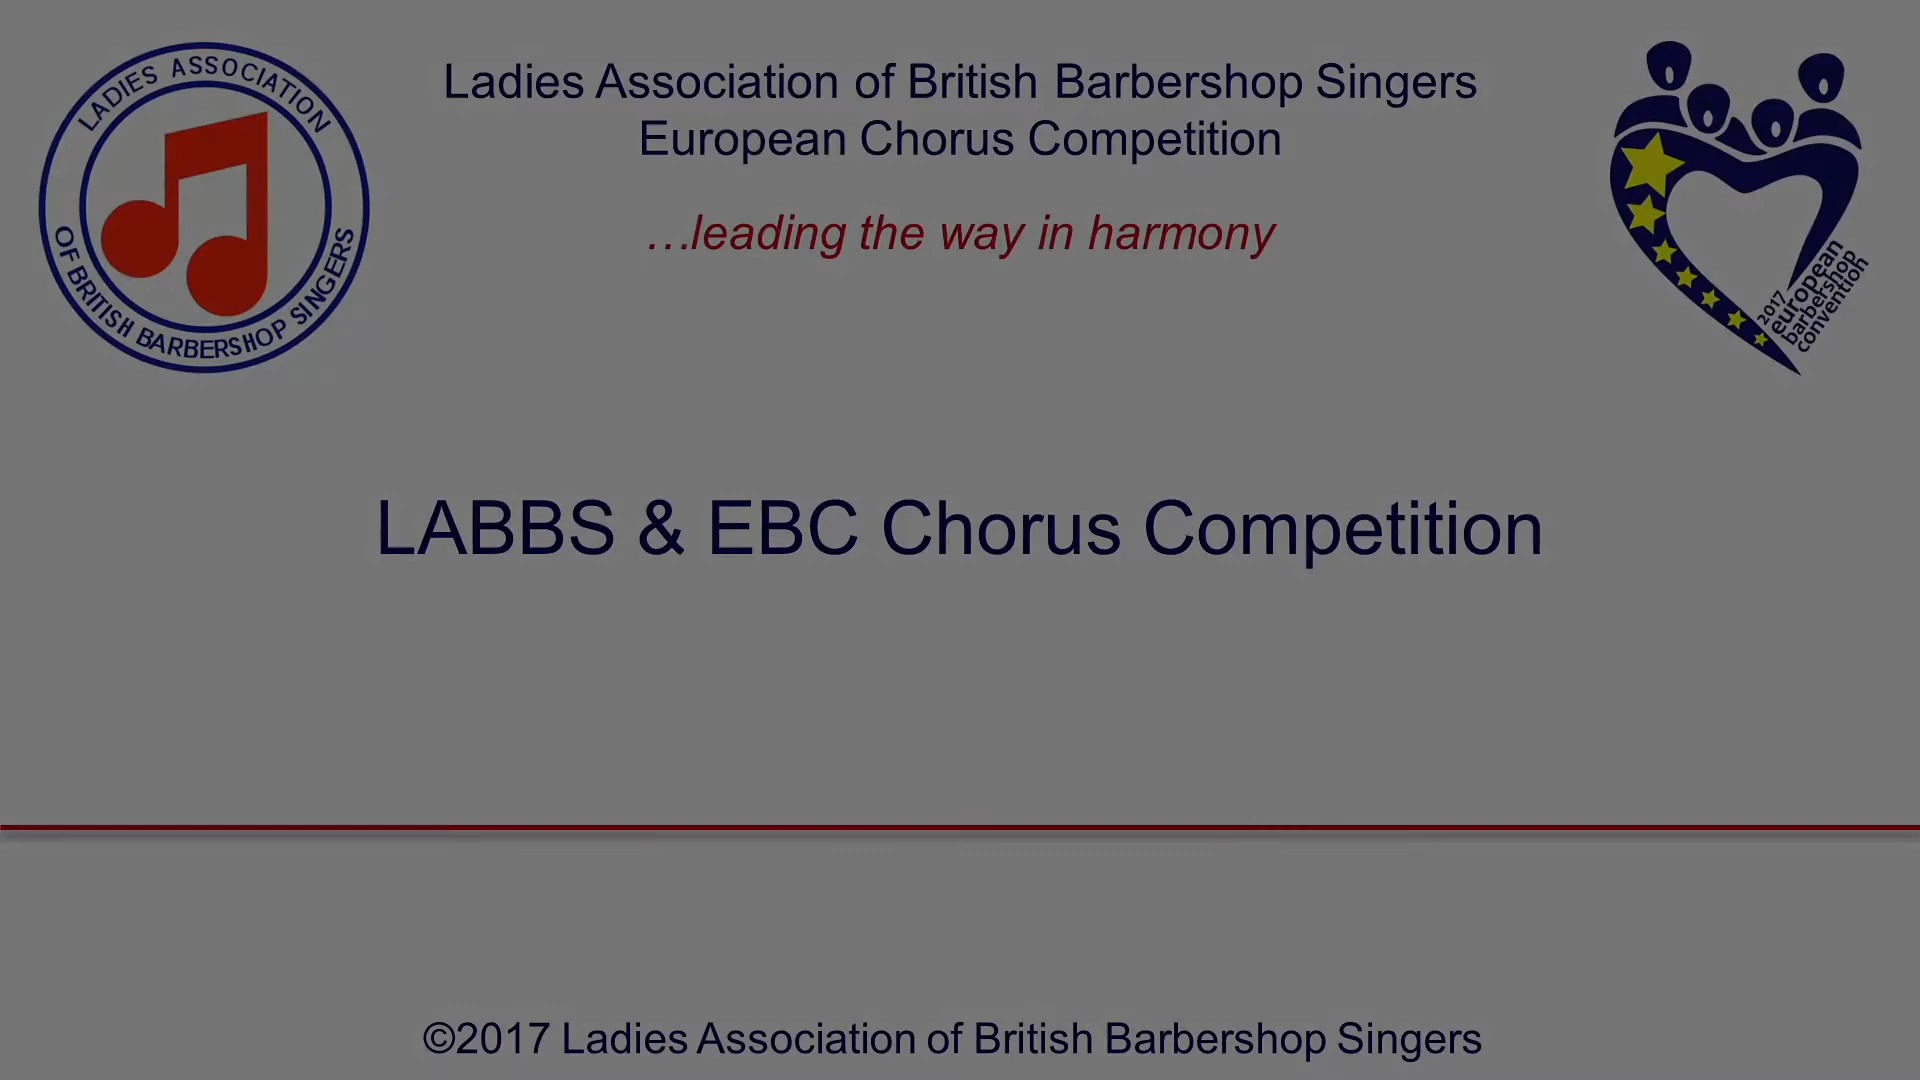 LADIES ASSOCIATION
OF BRITISH BARBERSHOP SINGERS
Ladies Association of British Barbershop Singers
European Chorus Competition
…leading the way in harmony
2017
european
barbershop
convention
LABBS & EBC Chorus Competition
©2017 Ladies Association of British Barbershop Singers